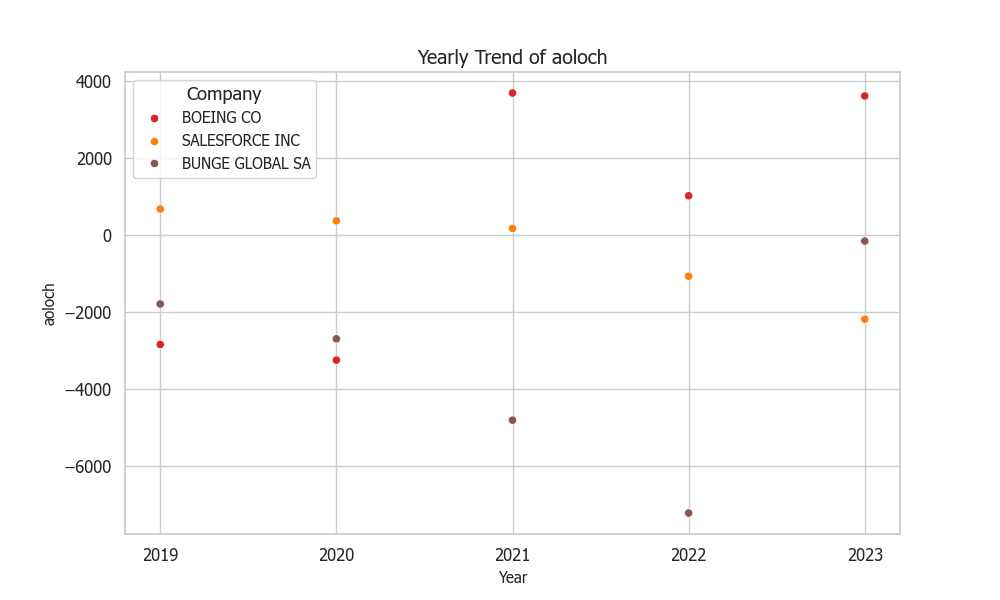 Yearly Trend of aoloch
Company
BOEING CO
SALESFORCE INC
BUNGE GLOBAL SA
4000
2000
0
−2000
−4000
−6000
aoloch
2019 2020 2021 2022 2023
Year